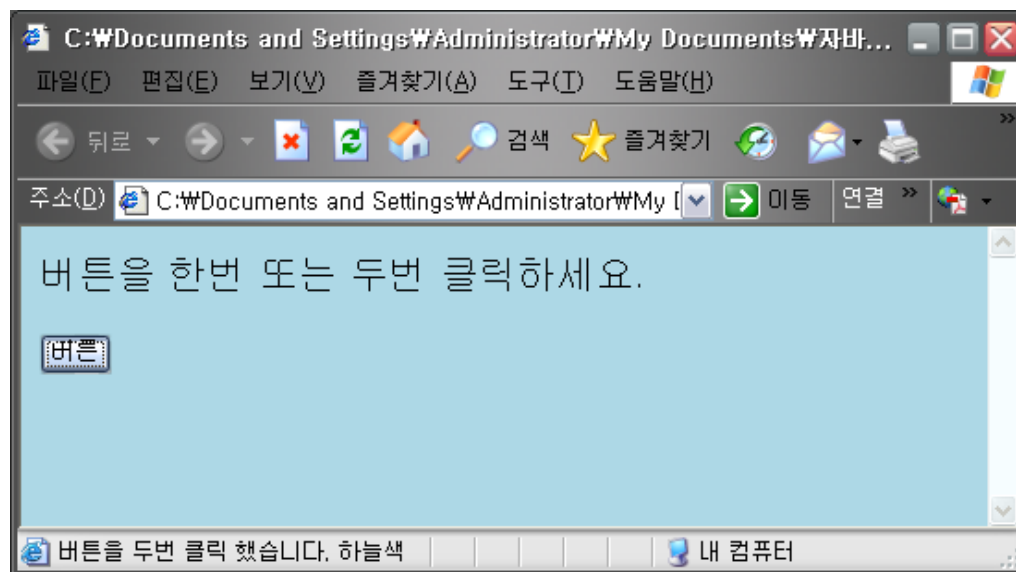 C:₩Documents and Settings₩Administrator₩My Documents₩자바...
파일(F) 편집(E) 보기(V) 즐겨찾기(A) 도구(T) 도움말(H)
뒤로 검색 즐겨찾기 »
주소(D) C:₩Documents and Settings₩Administrator₩My [ 이동 연결 »
버튼을 한번 또는 두번 클릭하세요.
버튼
버튼을 두번 클릭 했습니다. 하늘색 내 컴퓨터